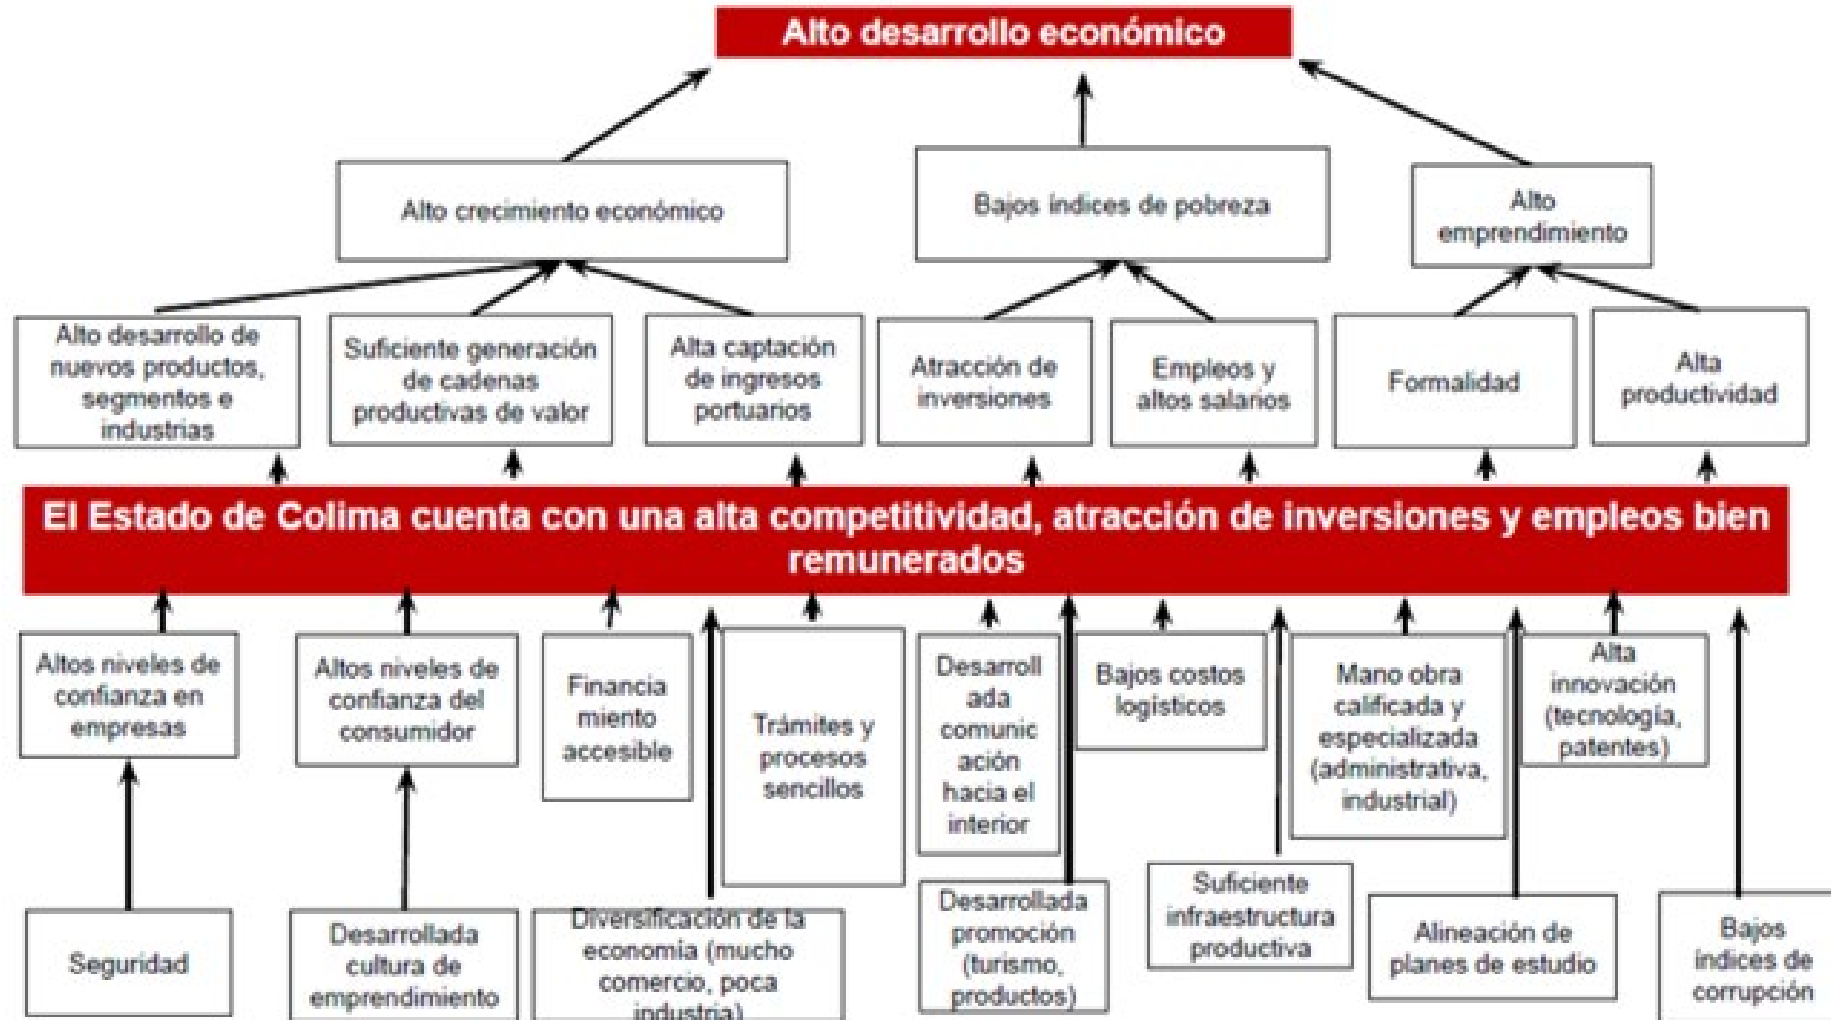 Alto desarrollo económico
Alto crecimiento económico
Bajos índices de pobreza
Alto
emprendimiento
Alto desarrollo de
nuevos productos,
segmentos e
industrias
Suficiente generación
de cadenas
productivas de valor
Alta captación
de ingresos
portuarios
Atracción de
inversiones
Empleos y
altos salarios
Formalidad
Alta
productividad
El Estado de Colima cuenta con una alta competitividad, atracción de inversiones y empleos bien
remunerados
Altos niveles de
confianza en
empresas
Altos niveles de
confianza del
consumidor
Financia
miento
accesible
Trámites y
procesos
sencillos
Desarroll
ada
comunic
ación
hacia el
interior
Bajos costos
logísticos
Mano obra
calificada y
especializada
(administrativa,
industrial)
Alta
innovación
(tecnología,
patentes)
Seguridad
Desarrollada
cultura de
emprendimiento
Diversificación de la
economía (mucho
comercio, poca
industria)
Desarrollada
promoción
(turismo,
productos)
Suficiente
infraestructura
productiva
Alineación de
planes de estudio
Bajos
índices de
corrupción